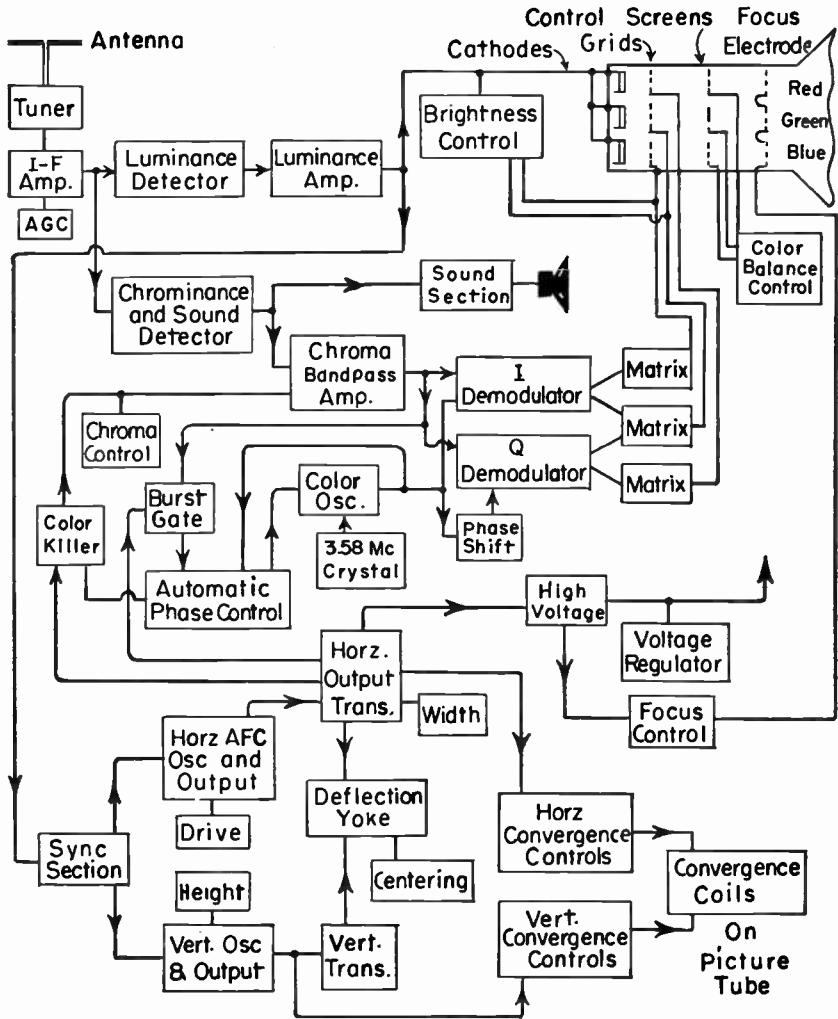 Antenna
Control Screens Focus
Grids
Electrode
Cathodes
Tuner
Red
Green
Blue
I-F
Amp.
Luminance
Detector
Luminance
Amp.
Brightness
Control
AGC
Color
Balance
Control
Chrominance
and Sound
Detector
Sound
Section
Chroma
Bandpass
Amp.
I
Demodulator
Matrix
Chroma
Control
Q
Demodulator
Matrix
Matrix
Color
Killer
Burst
Gate
Color
Osc.
3.58 Mc
Crystal
Phase
Shift
Automatic
Phase Control
High
Voltage
Voltage
Regulator
Horz.
Output
Trans.
Width
Focus
Control
Horz AFC
Osc and
Output
Deflection
Yoke
Drive
Horz
Convergence
Controls
Sync
Section
Centering
Convergence
Coils
Height
Vert. Osc
& Output
Vert.
Trans.
Vert.
Convergence
Controls
On
Picture
Tube